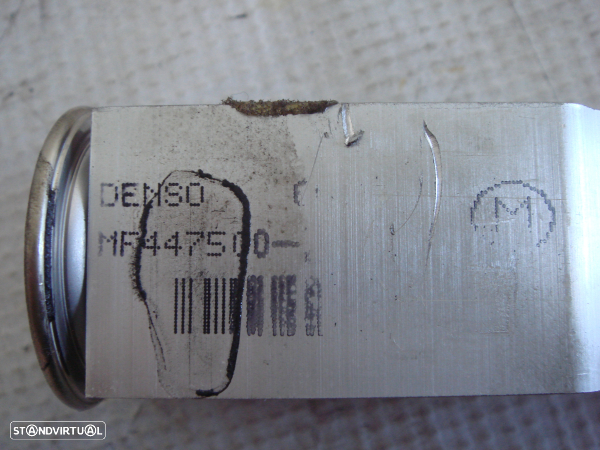 DENSO
M
MF447500-
STANDVIRTUAL